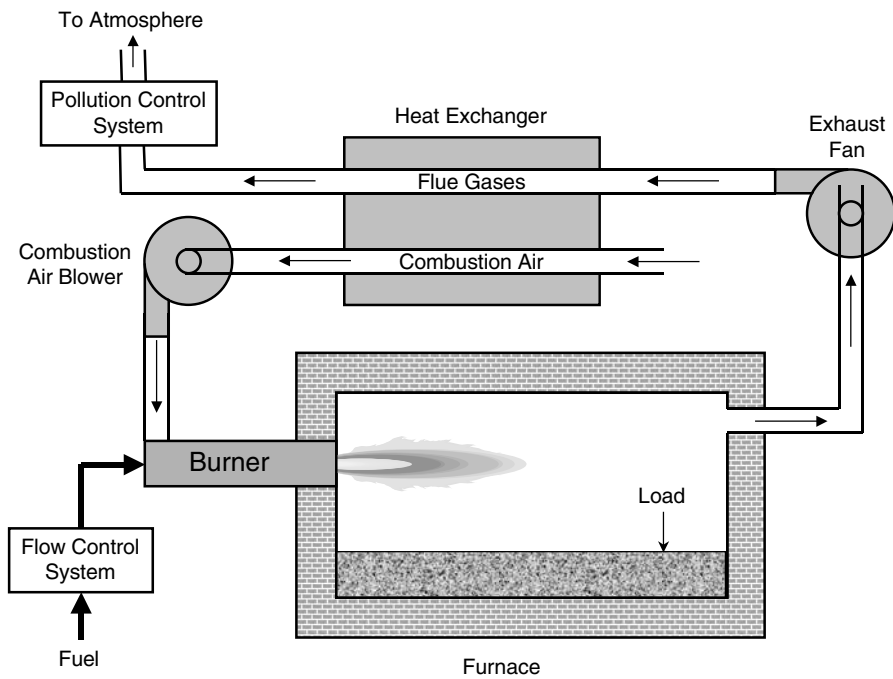 To Atmosphere
Pollution Control
System
Heat Exchanger
Exhaust
Fan
Flue Gases
Combustion
Air Blower
Combustion Air
Burner
Load
Flow Control
System
Fuel
Furnace